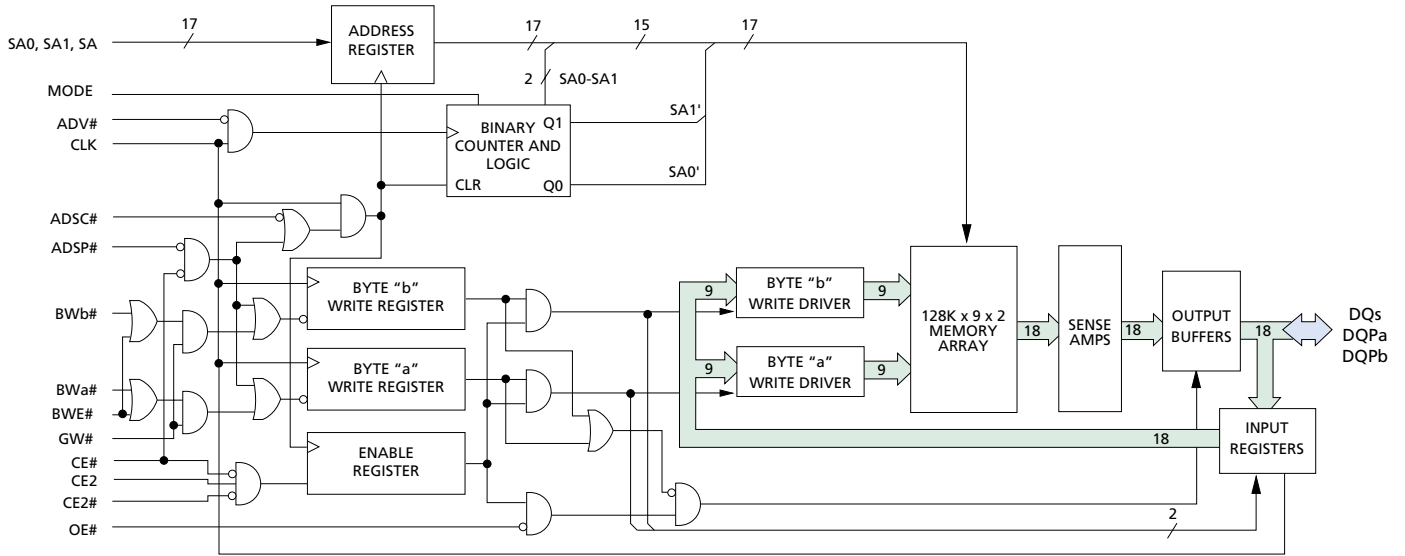 17
SA0, SA1, SA
ADDRESS
REGISTER
17
15
17
2
SA0-SA1
MODE
ADV#
CLK
BINARY
COUNTER AND
LOGIC
Q1
SA1'
CLR
Q0
SA0'
ADSC#
ADSP#
BYTE “b”
WRITE REGISTER
BYTE “b”
WRITE DRIVER
9
9
128K x 9 x 2
MEMORY
ARRAY
18
SENSE
AMPS
18
OUTPUT
BUFFERS
18
DQs
DQPa
DQPb
BWb#
BYTE “a”
WRITE REGISTER
BYTE “a”
WRITE DRIVER
9
9
BWa#
BWE#
GW#
CE#
CE2
CE2#
ENABLE
REGISTER
18
INPUT
REGISTERS
OE#
2